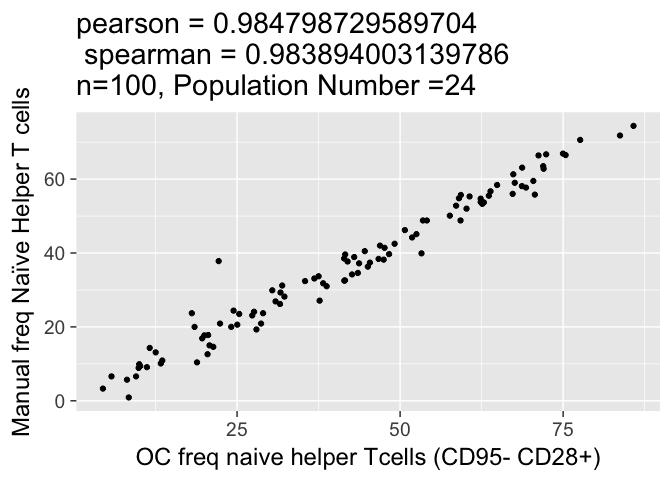 pearson = 0.984798729589704
spearman = 0.983894003139786
n=100, Population Number =24
Manual freq Naïve Helper T cells
60
40
20
0
25
50
75
OC freq naive helper Tcells (CD95- CD28+)